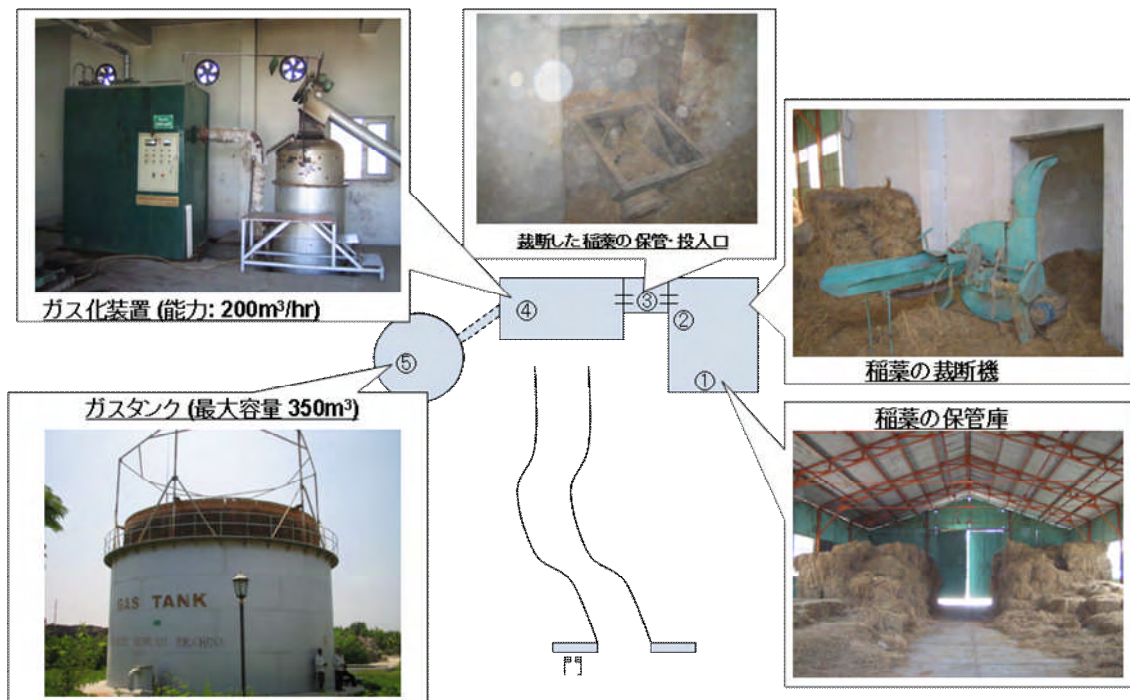 裁断した稲藁の保管・投入口
ガス化装置 (能力: 200m³/hr)
④
③
②
①
⑤
稲藁の裁断機
ガスタンク (最大容量 350m³)
稲藁の保管庫
GAS TANK
門